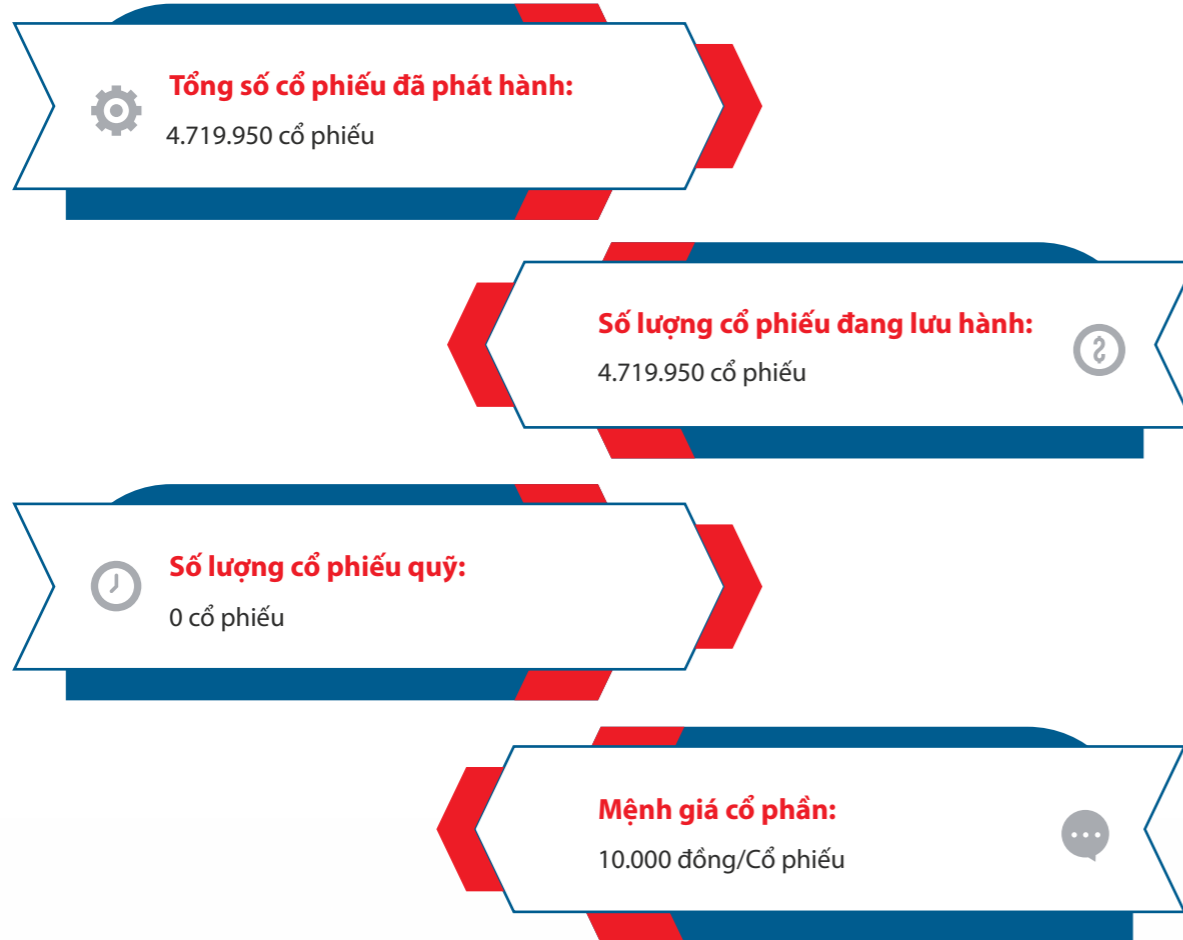 Tổng số cổ phiếu đã phát hành:
4.719.950 cổ phiếu
Số lượng cổ phiếu đang lưu hành:
4.719.950 cổ phiếu
Số lượng cổ phiếu quỹ:
0 cổ phiếu
Mệnh giá cổ phần:
10.000 đồng/Cổ phiếu